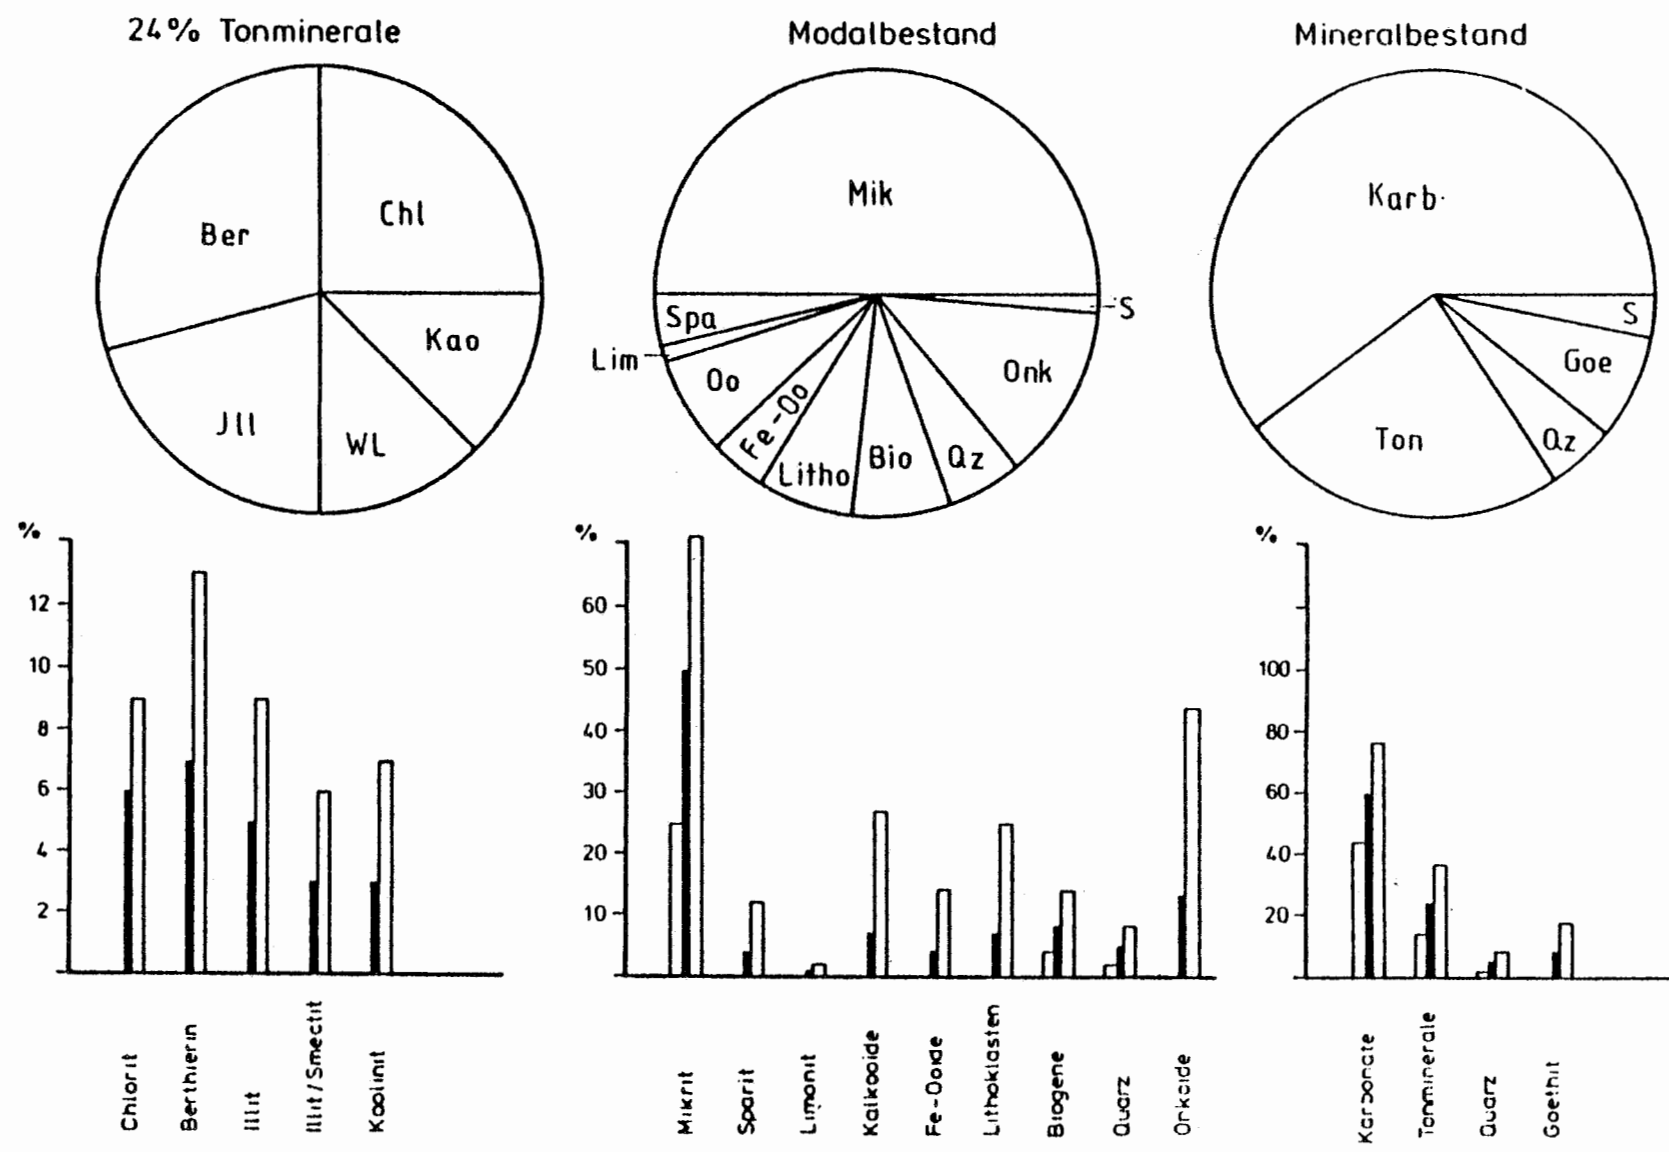 24% Tonminerale
Ber
Chl
Kao
WL
Jll
Modalbestand
Mik
Spa
Lim
Oo
Fe-Oo
Litho
Bio
Qz
Onk
S
Mineralbestand
Karb.
S
Goe
Qz
Ton
%
12
10
8
6
4
2
Chlorit
Berthierin
Illit
Illit/Smectit
Kaolinit
%
60
50
40
30
20
10
Mikrit
Sparit
Limonit
Kalkooide
Fe-Ooide
Lithoklasten
Biogene
Quarz
Onkoide
%
100
80
60
40
20
Karbonate
Tonminerale
Quarz
Goethit